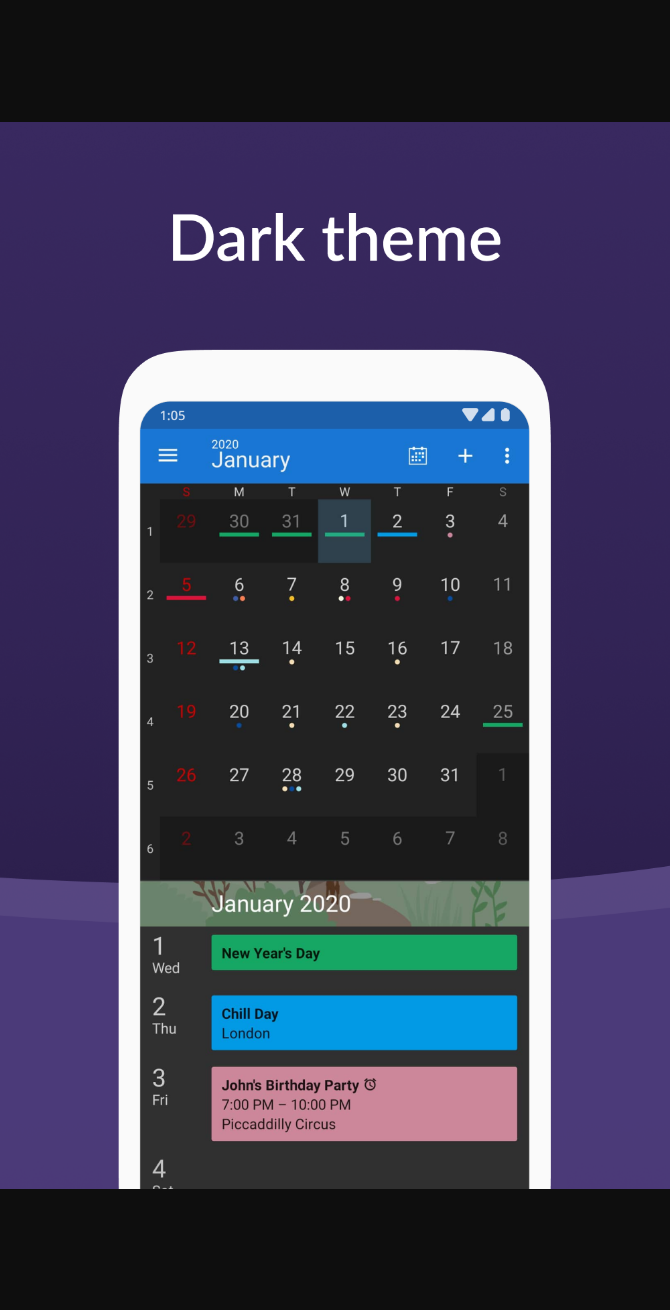 Dark theme
1:05
2020
January
S M T W T F S
1 29 30 31 1 2 3 4
2 5 6 7 8 9 10 11
3 12 13 14 15 16 17 18
4 19 20 21 22 23 24 25
5 26 27 28 29 30 31 1
6 2 3 4 5 6 7 8
January 2020
1 New Year's Day
Wed
2 Chill Day
Thu London
3 John's Birthday Party
Fri 7:00 PM – 10:00 PM
Piccadilly Circus
4